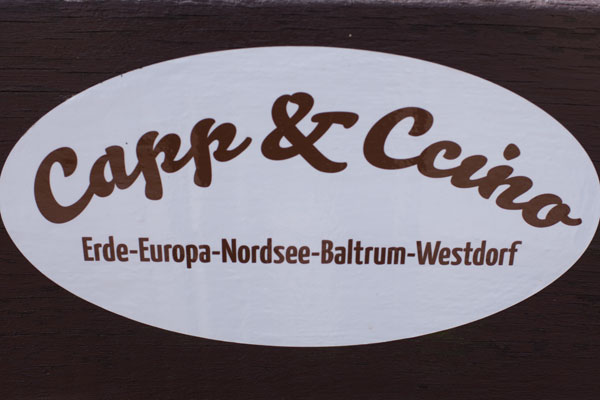 Capp & Ccino
Erde-Europa-Nordsee-Baltrum-Westdorf